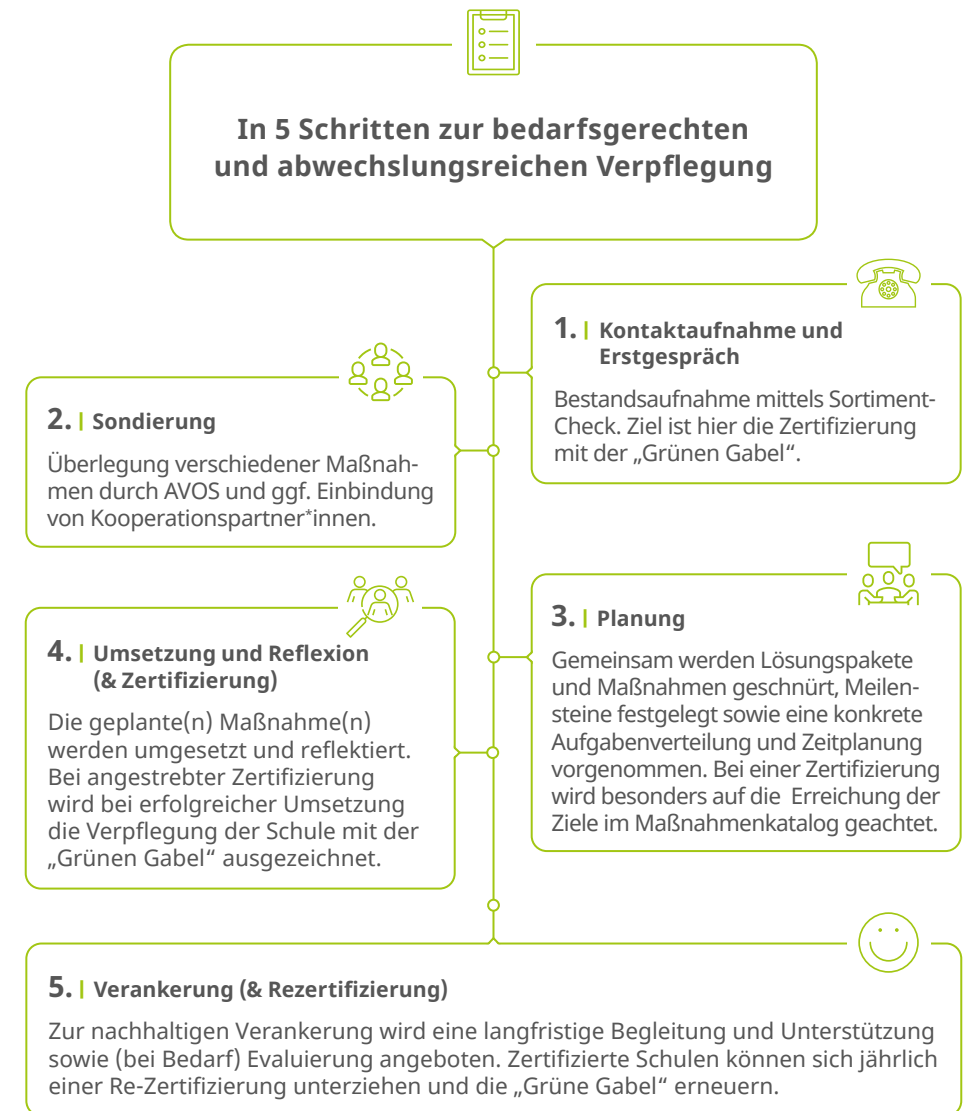 In 5 Schritten zur bedarfsgerechten
und abwechslungsreichen Verpflegung
1. | Kontaktaufnahme und
Erstgespräch
Bestandsaufnahme mittels Sortiment-
Check. Ziel ist hier die Zertifizierung
mit der „Grünen Gabel“.
2. | Sondierung
Überlegung verschiedener Maßnah-
men durch AVOS und ggf. Einbindung
von Kooperationspartner*innen.
3. | Planung
Gemeinsam werden Lösungspakete
und Maßnahmen geschnürt, Meilen-
steine festgelegt sowie eine konkrete
Aufgabenverteilung und Zeitplanung
vorgenommen. Bei einer Zertifizierung
wird besonders auf die Erreichung der
Ziele im Maßnahmenkatalog geachtet.
4. | Umsetzung und Reflexion
(& Zertifizierung)
Die geplante(n) Maßnahme(n)
werden umgesetzt und reflektiert.
Bei angestrebter Zertifizierung
wird bei erfolgreicher Umsetzung
die Verpflegung der Schule mit der
„Grünen Gabel“ ausgezeichnet.
5. | Verankerung (& Rezertifizierung)
Zur nachhaltigen Verankerung wird eine langfristige Begleitung und Unterstützung
sowie (bei Bedarf) Evaluierung angeboten. Zertifizierte Schulen können sich jährlich
einer Re-Zertifizierung unterziehen und die „Grüne Gabel“ erneuern.